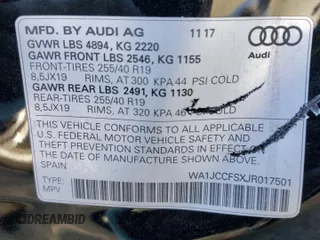 MFD. BY AUDI AG 11 17
GVWR LBS 4894, KG 2220
GAWR FRONT LBS 2546, KG 1155
FRONT-TIRES 255/40 R19
8,5JX19 RIMS, AT 300 KPA 44 PSI COLD
GAWR REAR LBS 2491, KG 1130
REAR-TIRES 255/40 R19
8,5JX19 RIMS, AT 320 KPA 46 COLD
Audi
THIS VEHICLE CONFORMS TO ALL APPLICABLE
U.S. FEDERAL MOTOR VEHICLE SAFETY AND
THEFT PREVENTION STANDARDS IN EFFECT
ON THE DATE OF MANUFACTURE SHOWN ABOVE.
SPAIN
WA1JCCFSXJR017501
TYPE:
MPV
DREAMBID